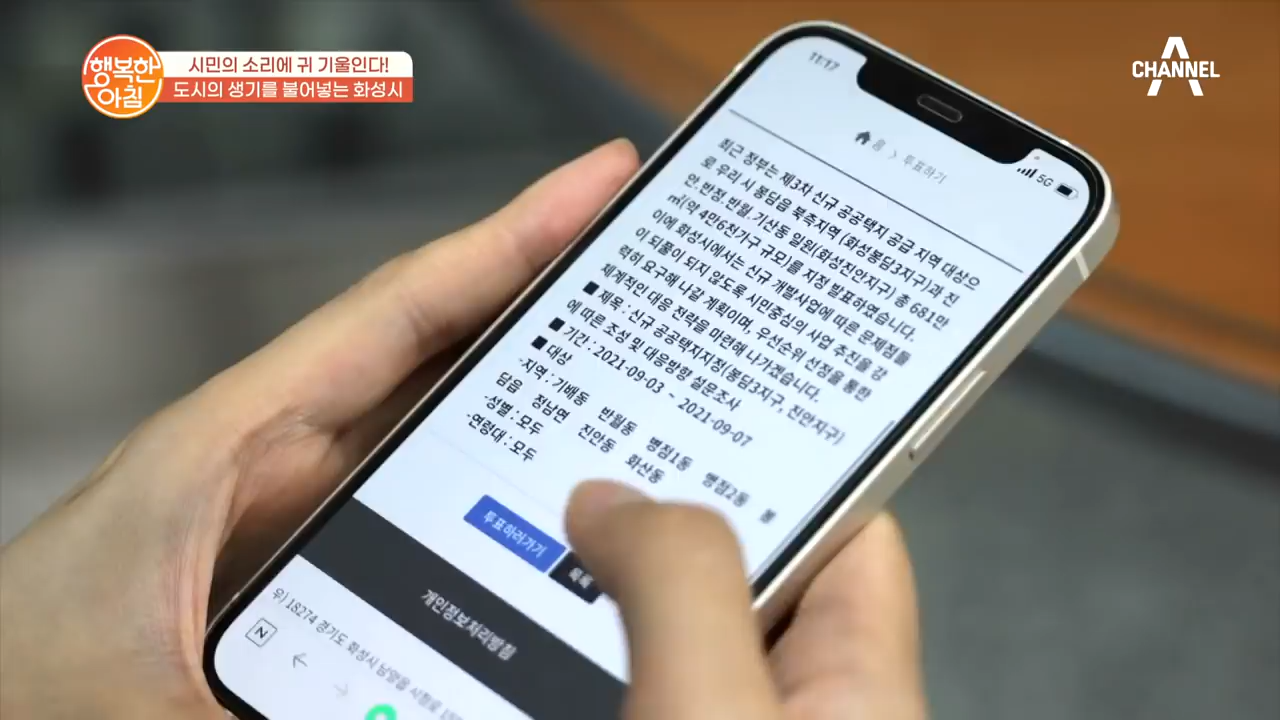 행복한
아침
시민의 소리에 귀 기울인다!
도시의 생기를 불어넣는 화성시
CHANNEL
11:17
5G
홈 > 투표하기
최근 정부는 제3차 신규 공공택지 공급 지역 대상으
로 우리 시 봉담읍 북측지역 (화성봉담3지구)과 진
안.반정.반월.기산동 일원(화성진안지구) 총 681만
㎡(약 4만6천가구 규모)를 지정 발표하였습니다.
이에 화성시에서는 신규 개발사업에 따른 문제점들
이 되풀이 되지 않도록 시민중심의 사업 추진을 강
력히 요구해 나갈 계획이며, 우선순위 선정을 통한
체계적인 대응 전략을 마련해 나가겠습니다.
■ 제목 : 신규 공공택지지정(봉담3지구, 진안지구)
에 따른 조성 및 대응방향 설문조사
■ 기간 : 2021-09-03 ~ 2021-09-07
■ 대상
·지역 : 기배동 반월동 병점1동 병점2동 봉
담읍 정남면 진안동 화산동
·성별 : 모두
·연령대 : 모두
투표하러가기
목록
개인정보처리방침
우) 18274 경기도 화성시 남양읍 시청로
N